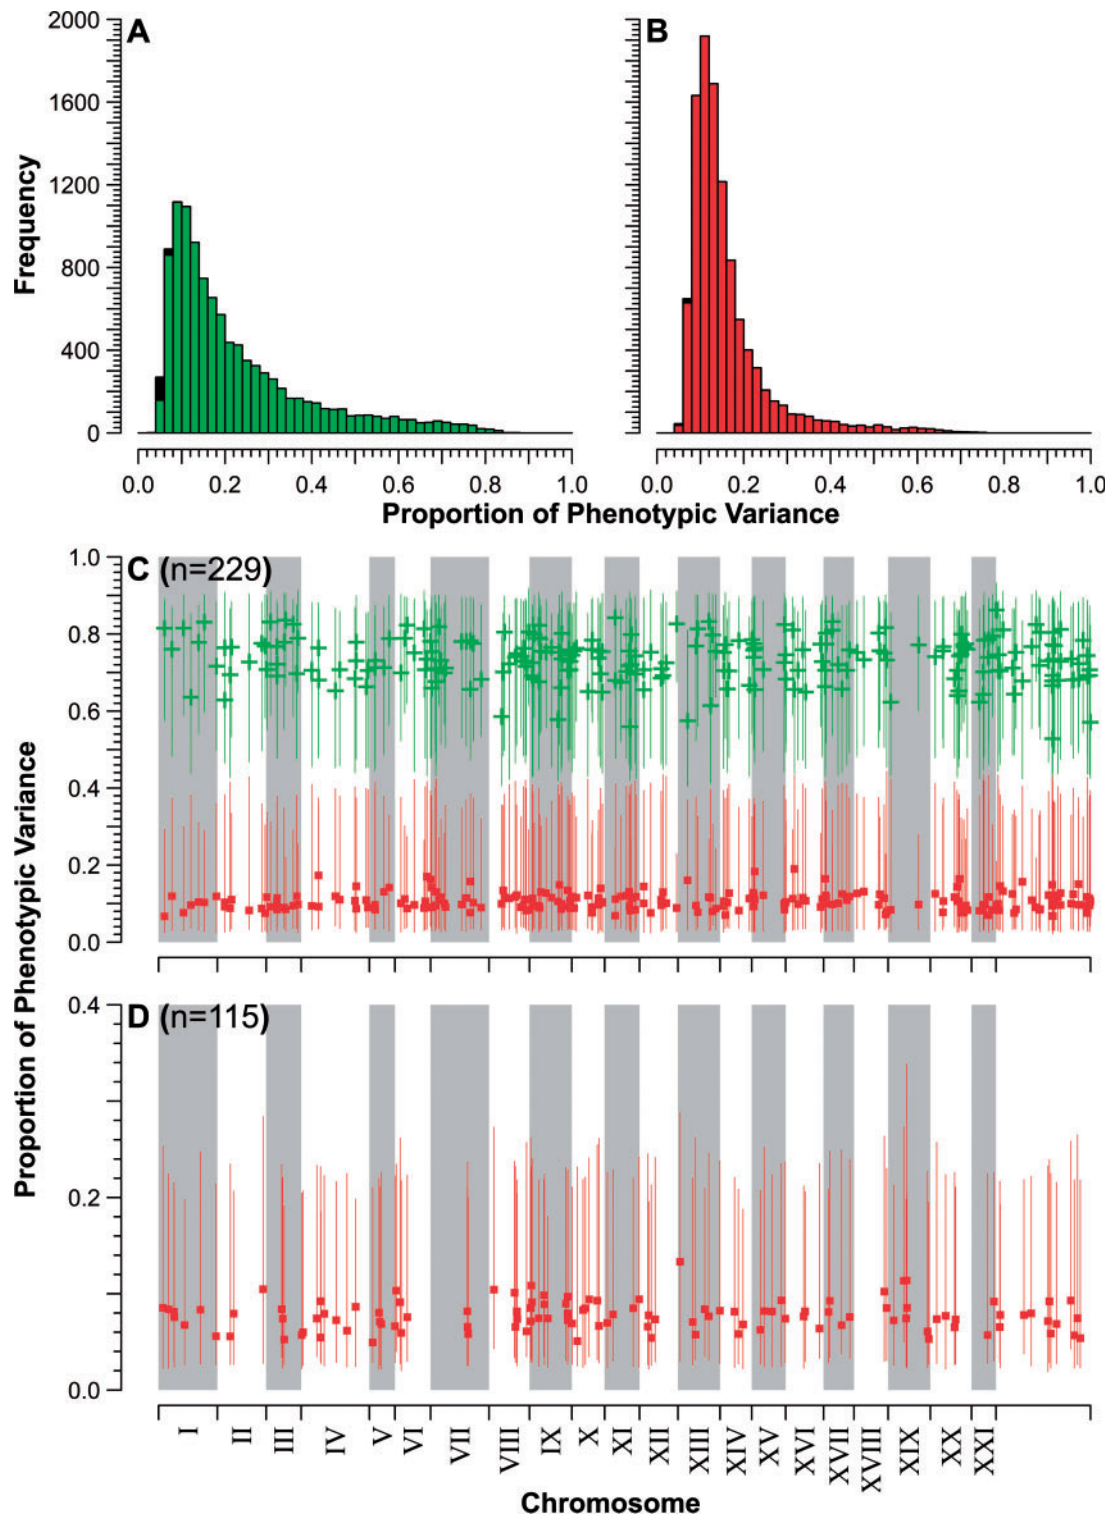 A
B
2000
1600
1200
800
400
0
Frequency
0.0 0.2 0.4 0.6 0.8 1.0
0.0 0.2 0.4 0.6 0.8 1.0
Proportion of Phenotypic Variance
C (n=229)
1.0
0.8
0.6
0.4
0.2
0.0
Proportion of Phenotypic Variance
D (n=115)
0.4
0.2
0.0
I II III IV V VI VII VIII IX X XI XII XIII XIV XV XVI XVII XVIII XIX XX XXI
Chromosome